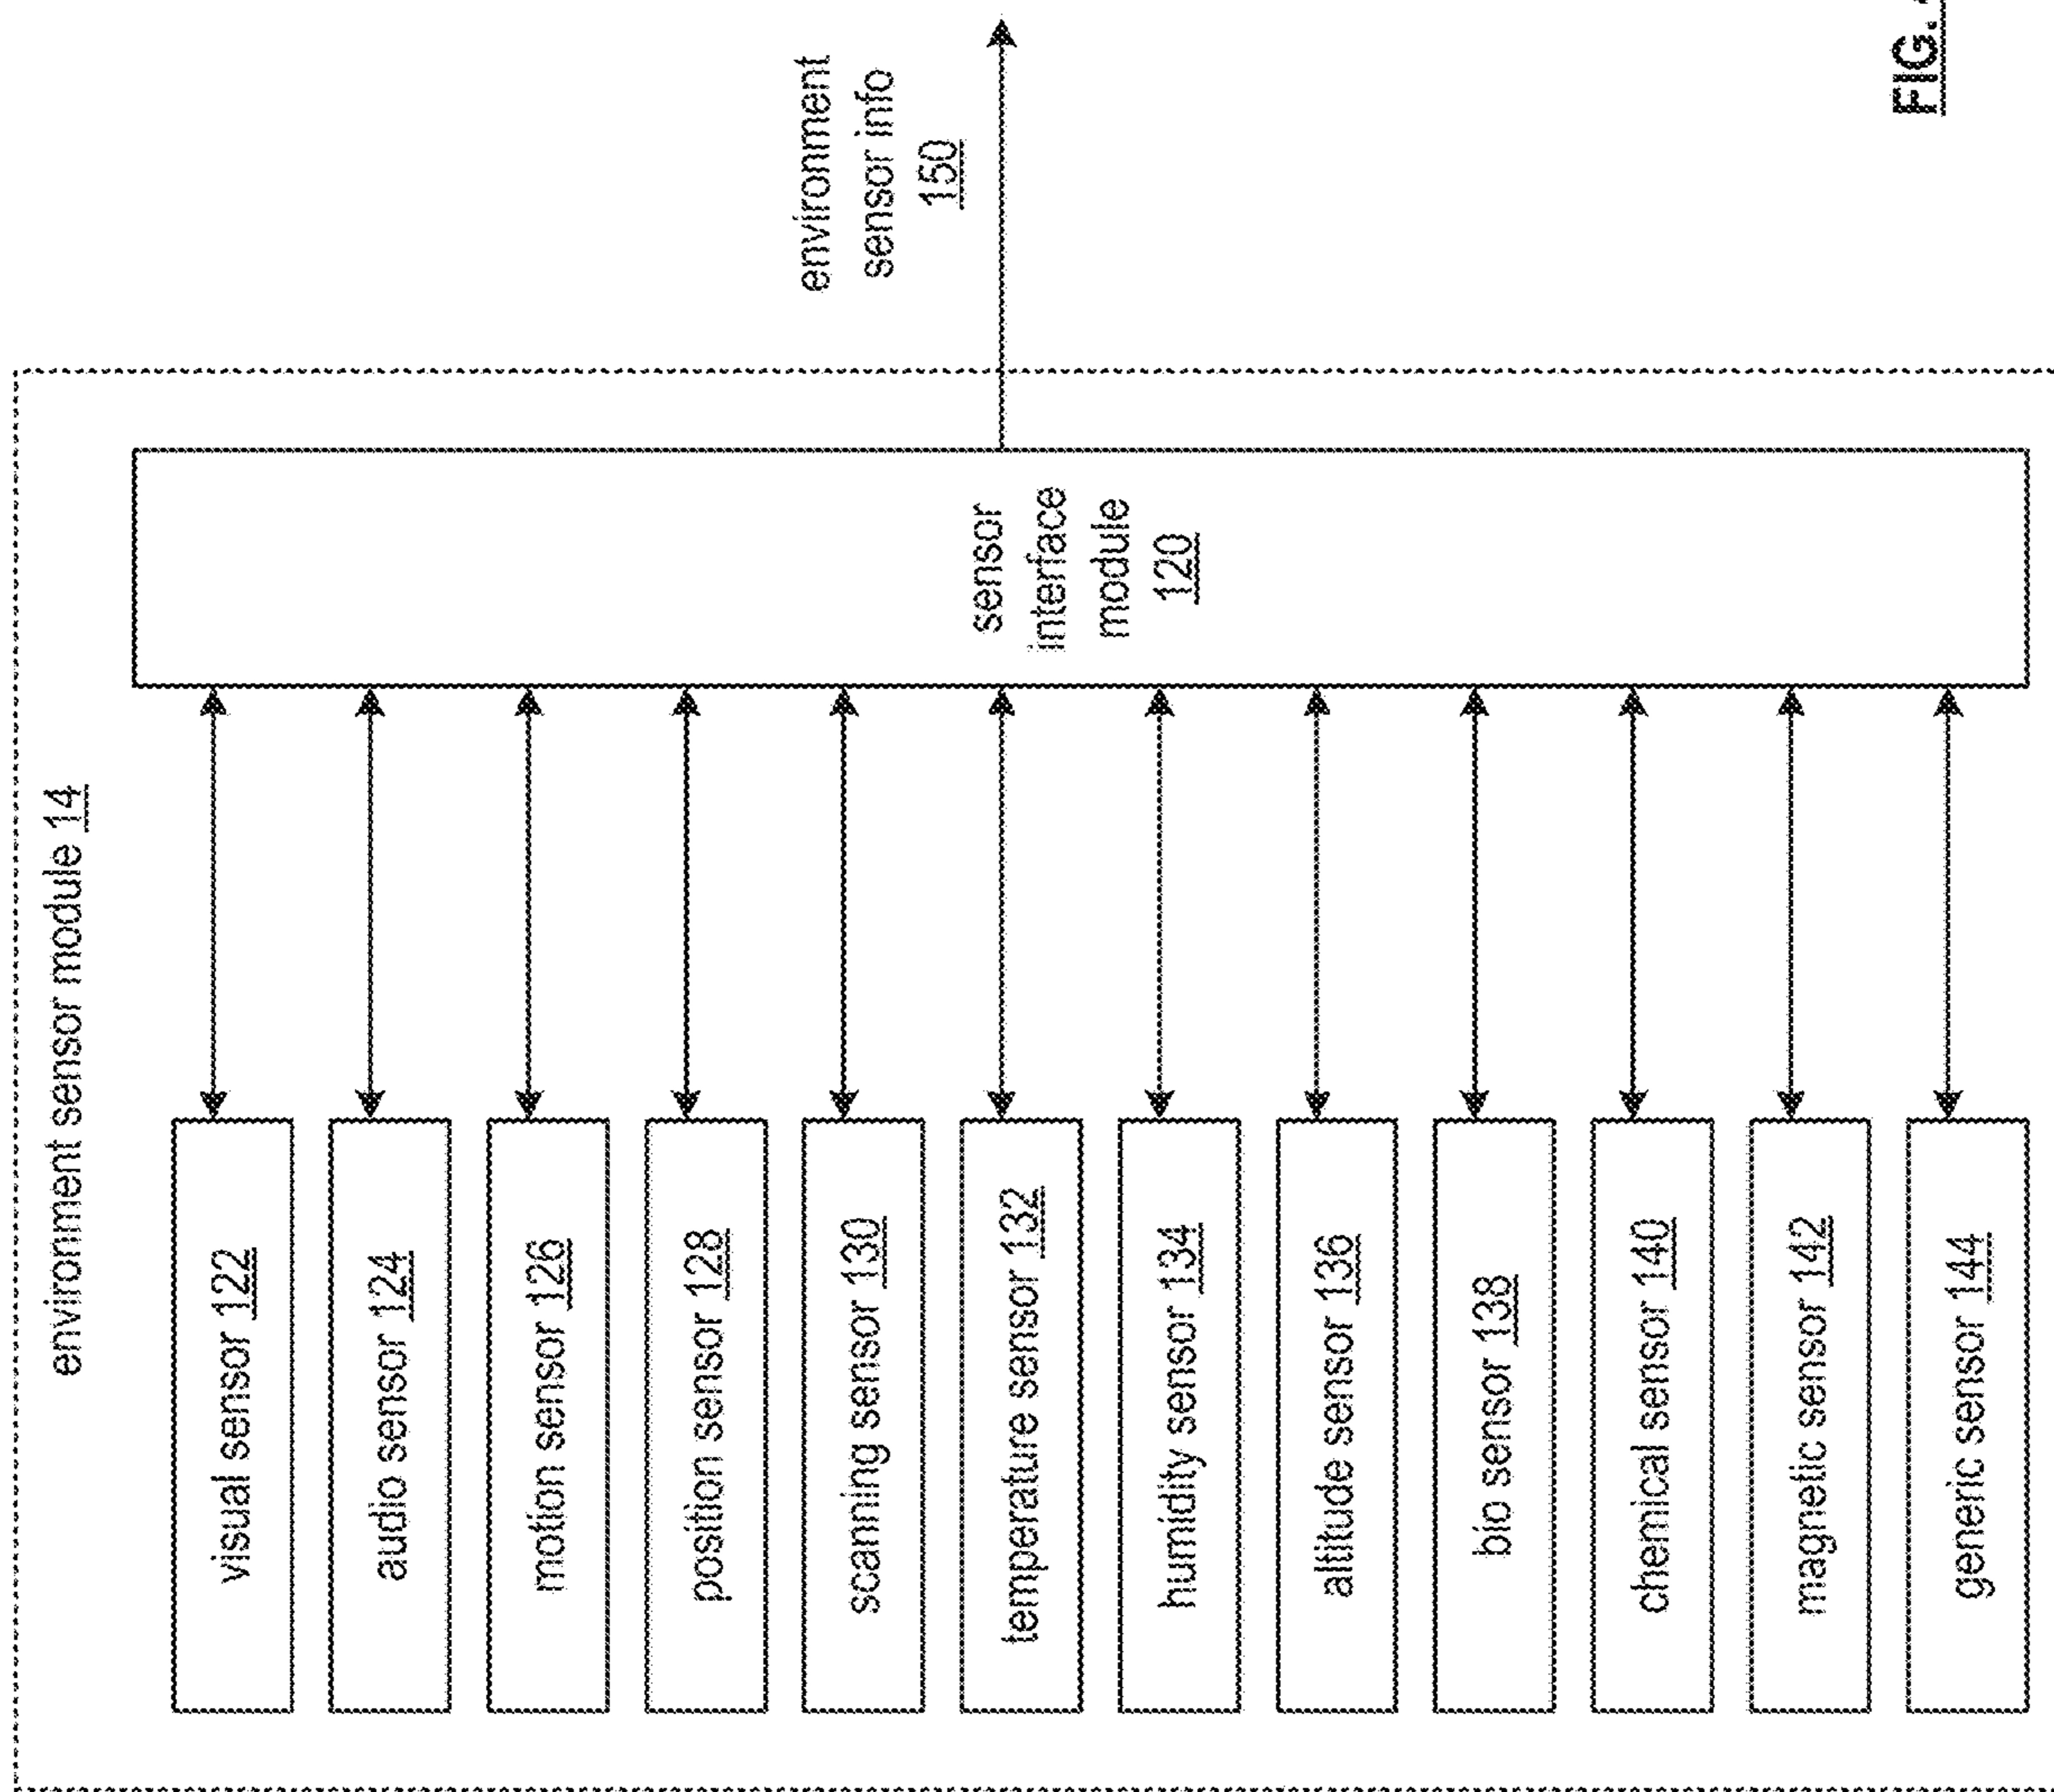 environment sensor module 14
visual sensor 122
audio sensor 124
motion sensor 126
position sensor 128
scanning sensor 130
temperature sensor 132
humidity sensor 134
altitude sensor 136
bio sensor 138
chemical sensor 140
magnetic sensor 142
generic sensor 144
sensor
interface
module
120
environment
sensor info
150
FIG.